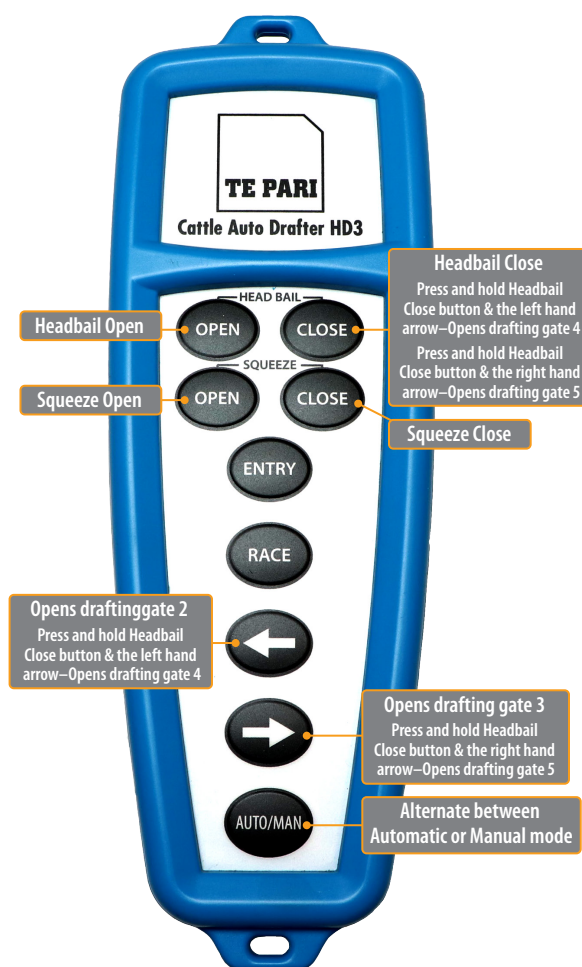 TE PARI
Cattle Auto Drafter HD3
HEAD BAIL
OPEN
CLOSE
SQUEEZE
OPEN
CLOSE
ENTRY
RACE
AUTO/MAN
Headbail Open
Squeeze Open
Headbail Close
Press and hold Headbail
Close button & the left hand
arrow–Opens drafting gate 4
Press and hold Headbail
Close button & the right hand
arrow–Opens drafting gate 5
Squeeze Close
Opens draftinggate 2
Press and hold Headbail
Close button & the left hand
arrow–Opens drafting gate 4
Opens drafting gate 3
Press and hold Headbail
Close button & the right hand
arrow–Opens drafting gate 5
Alternate between
Automatic or Manual mode